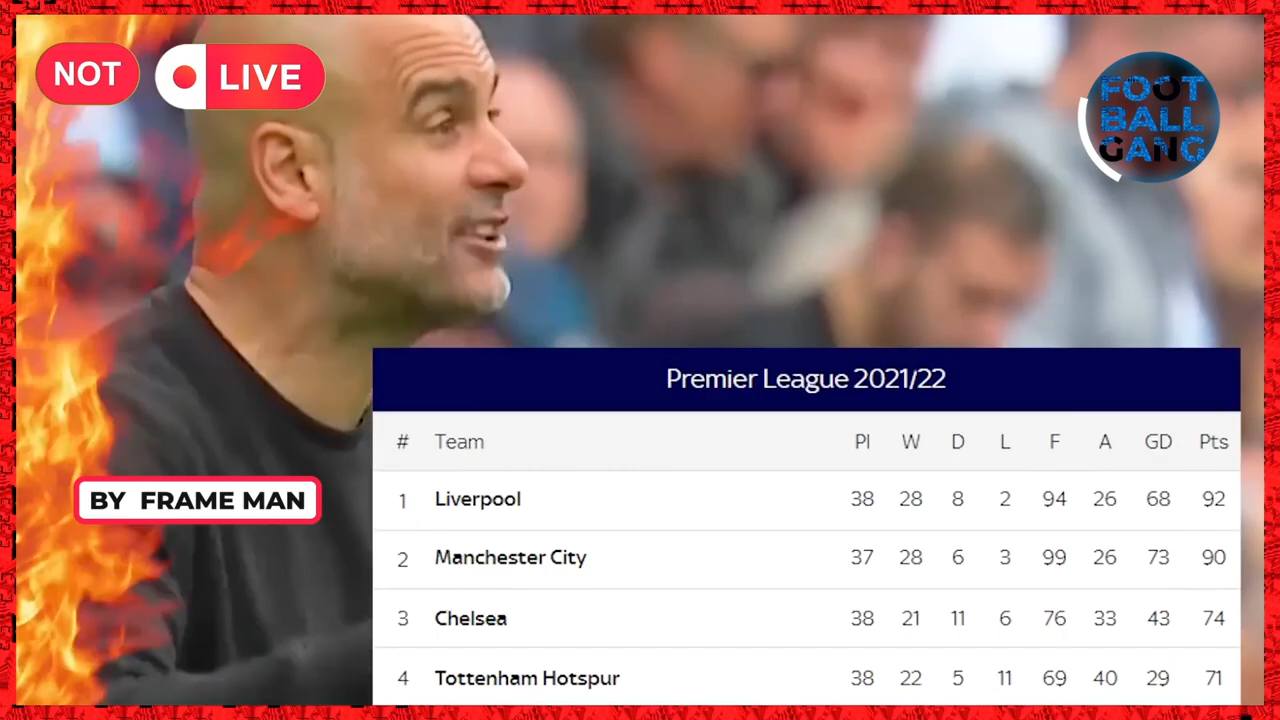 NOT LIVE
FOOT
BALL
GANG
Premier League 2021/22
# Team Pl W D L F A GD Pts
1 Liverpool 38 28 8 2 94 26 68 92
2 Manchester City 37 28 6 3 99 26 73 90
BY FRAME MAN
3 Chelsea 38 21 11 6 76 33 43 74
4 Tottenham Hotspur 38 22 5 11 69 40 29 71